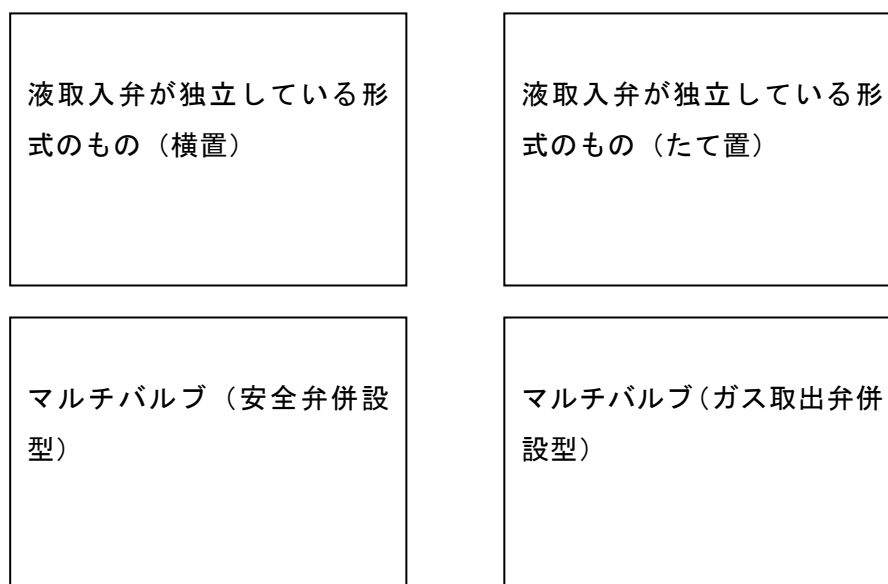 液取入弁が独立している形
式のもの（横置）
液取入弁が独立している形
式のもの（たて置）
マルチバルブ（安全弁併設
型）
マルチバルブ（ガス取出弁併
設型）